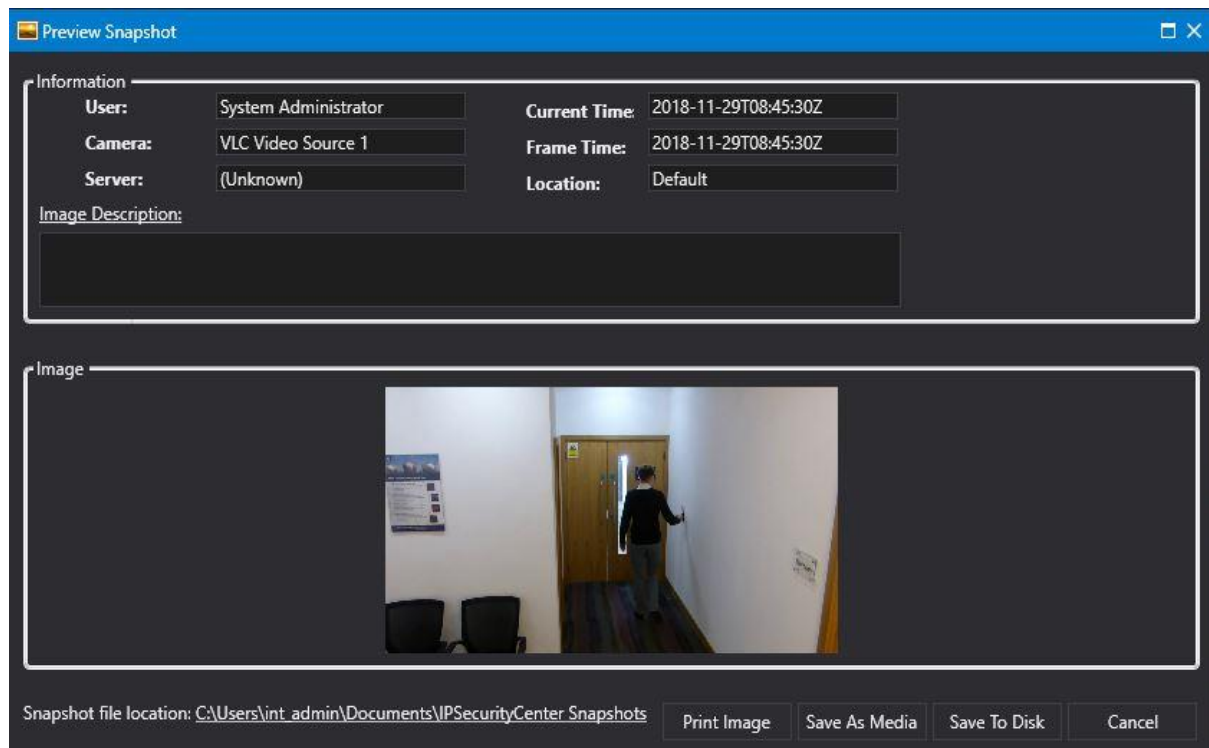 Preview Snapshot
Information
User: System Administrator Current Time: 2018-11-29T08:45:30Z
Camera: VLC Video Source 1 Frame Time: 2018-11-29T08:45:30Z
Server: (Unknown) Location: Default
Image Description:
Image
Snapshot file location: C:\Users\int_admin\Documents\IPSecurityCenter Snapshots Print Image Save As Media Save To Disk Cancel